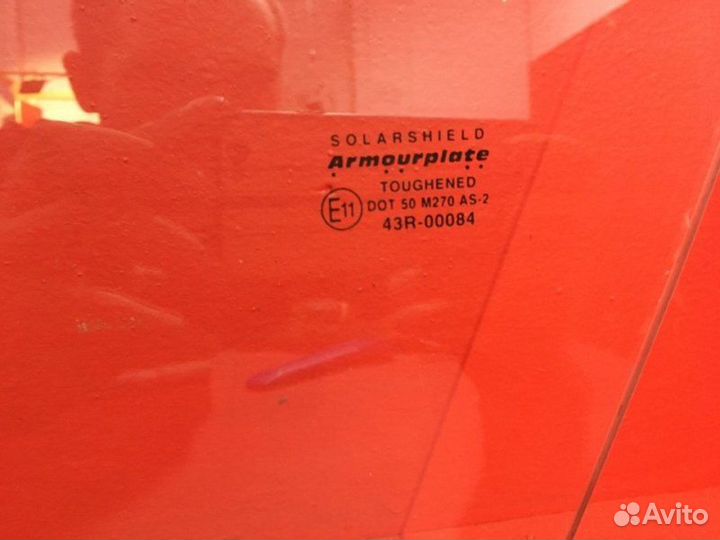 SOLARSHIELD
Armourplate
TOUGHENED
E11 DOT 50 M270 AS-2
43R-00084
Avito